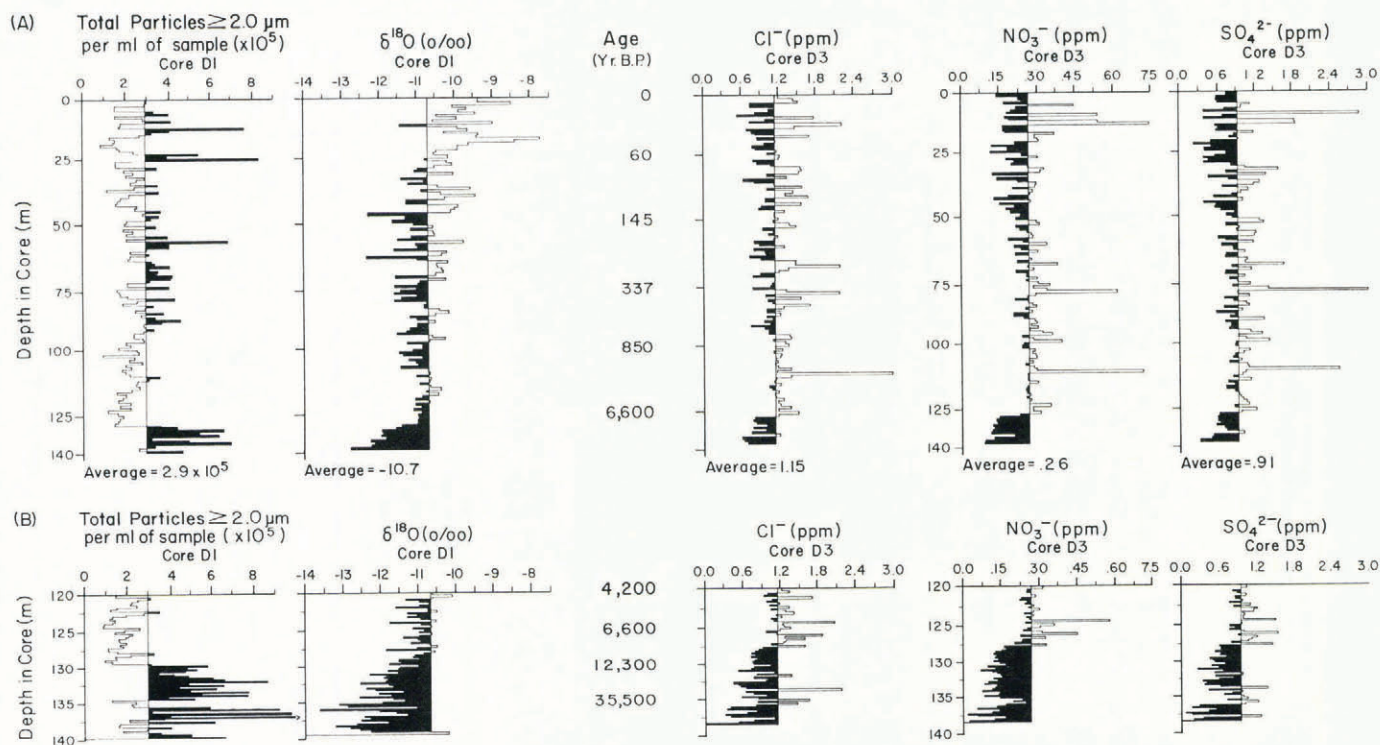 (A)
Total Particles ≥ 2.0 µm
per ml of sample (x10⁵)
Core D1
0 2 4 6 8
δ¹⁸O (o/oo)
Core D1
-14 -13 -12 -11 -10 -9 -8
Age
(Yr. B.P.)
Cl⁻ (ppm)
Core D3
0.0 0.6 1.2 1.8 2.4 3.0
NO₃⁻ (ppm)
Core D3
0.0 .15 .30 .45 .60 .75
SO₄²⁻ (ppm)
Core D3
0.0 0.6 1.2 1.8 2.4 3.0
Depth in Core (m)
0
25
50
75
100
125
140
0
60
145
337
850
6,600
0
25
50
75
100
125
140
Average = 2.9 x 10⁵
Average = -10.7
Average = 1.15
Average = .26
Average = .91
(B)
Total Particles ≥ 2.0 µm
per ml of sample (x10⁵)
Core D1
0 2 4 6 8
δ¹⁸O (o/oo)
Core D1
-14 -13 -12 -11 -10 -9 -8
Cl⁻ (ppm)
Core D3
0.0 0.6 1.2 1.8 2.4 3.0
NO₃⁻ (ppm)
Core D3
0.0 .15 .30 .45 .60 .75
SO₄²⁻ (ppm)
Core D3
0.0 0.6 1.2 1.8 2.4 3.0
Depth in Core (m)
120
125
130
135
140
4,200
6,600
12,300
35,500
120
125
130
135
140